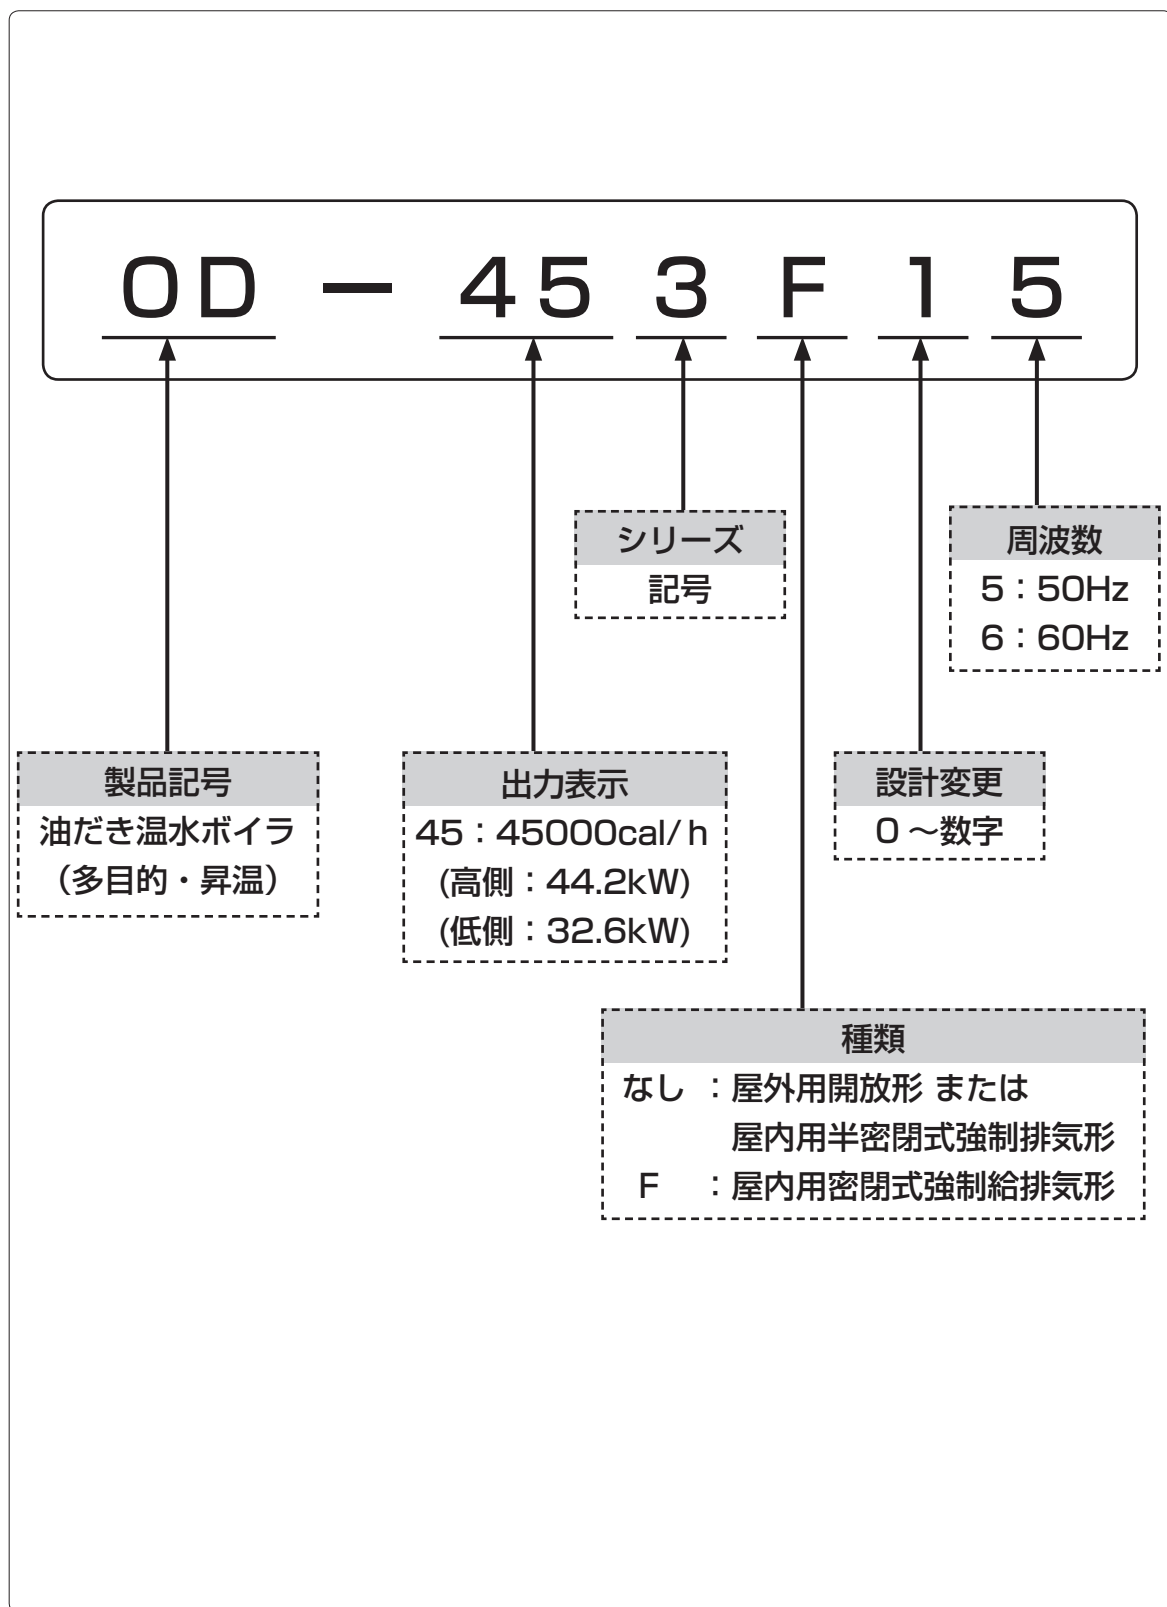 OD－453F15
シリーズ
記号
周波数
5：50Hz
6：60Hz
製品記号
油だき温水ボイラ
（多目的・昇温）
出力表示
45：45000cal/h
(高側：44.2kW)
(低側：32.6kW)
設計変更
0～数字
種類
なし：屋外用開放形 または
屋内用半密閉式強制排気形
F：屋内用密閉式強制給排気形